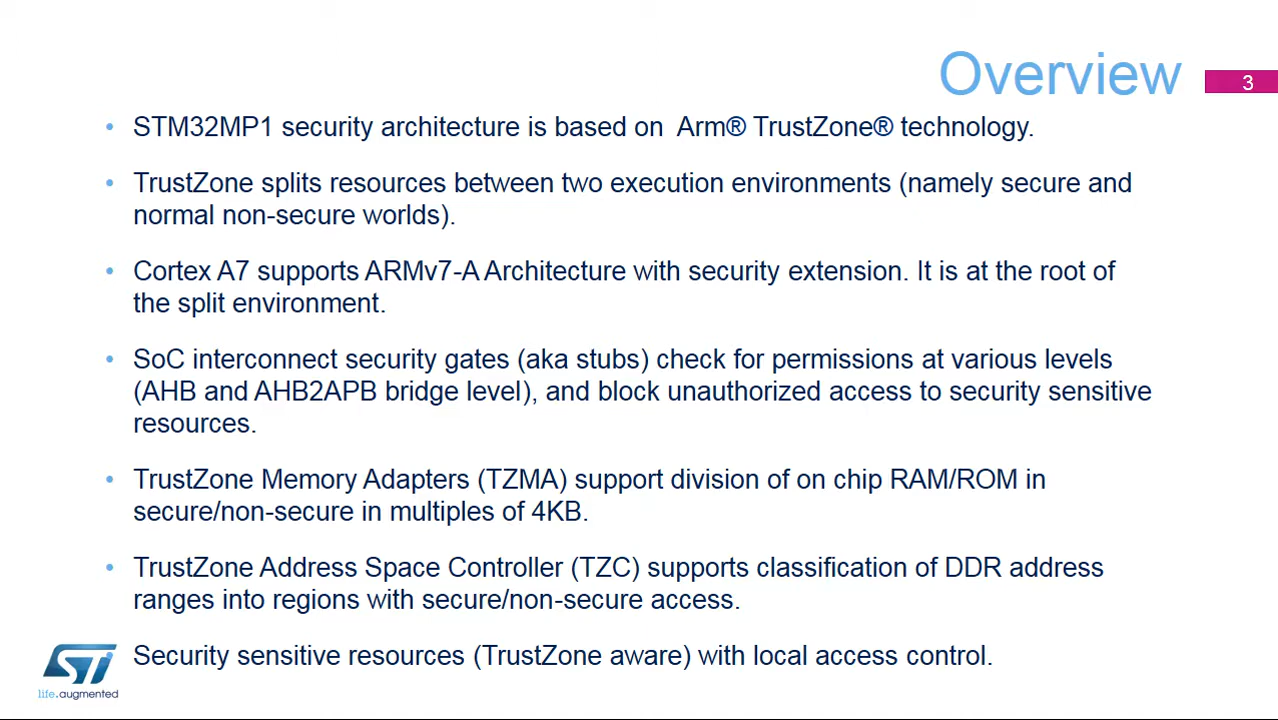 Overview
3
• STM32MP1 security architecture is based on Arm® TrustZone® technology.
• TrustZone splits resources between two execution environments (namely secure and
normal non-secure worlds).
• Cortex A7 supports ARMv7-A Architecture with security extension. It is at the root of
the split environment.
• SoC interconnect security gates (aka stubs) check for permissions at various levels
(AHB and AHB2APB bridge level), and block unauthorized access to security sensitive
resources.
• TrustZone Memory Adapters (TZMA) support division of on chip RAM/ROM in
secure/non-secure in multiples of 4KB.
• TrustZone Address Space Controller (TZC) supports classification of DDR address
ranges into regions with secure/non-secure access.
Security sensitive resources (TrustZone aware) with local access control.
ST
life.augmented